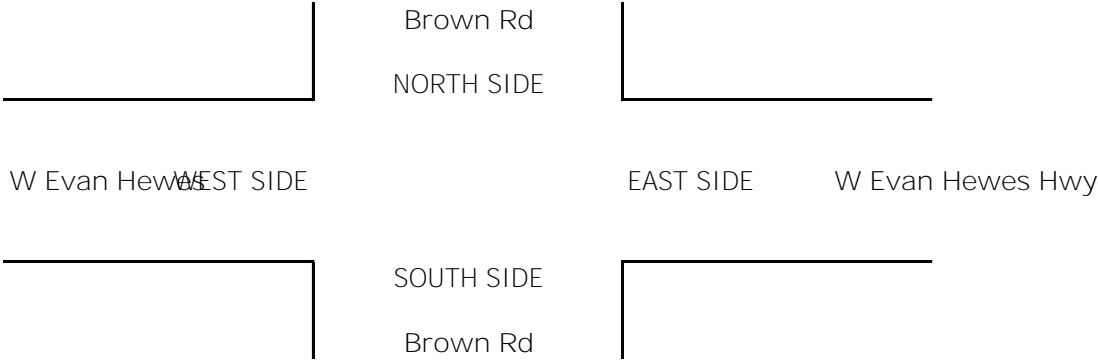 Brown Rd
NORTH SIDE
W Evan Hewes WEST SIDE EAST SIDE W Evan Hewes Hwy
SOUTH SIDE
Brown Rd